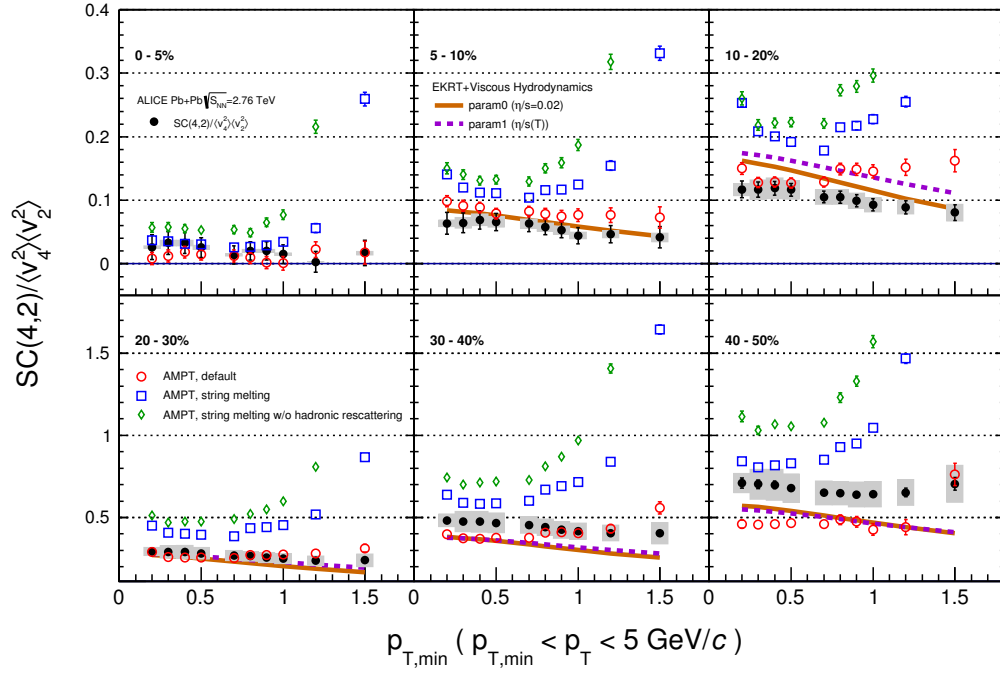 0 - 5%
5 - 10%
10 - 20%
ALICE Pb+Pb√S_NN=2.76 TeV
SC(4,2)/⟨v₄²⟩⟨v₂²⟩
EKRT+Viscous Hydrodynamics
param0 (η/s=0.02)
param1 (η/s(T))
0.4
0.3
0.2
0.1
0
SC(4,2)/⟨v₄²⟩⟨v₂²⟩
20 - 30%
30 - 40%
40 - 50%
AMPT, default
AMPT, string melting
AMPT, string melting w/o hadronic rescattering
1.5
1
0.5
0 0.5 1 1.5 0 0.5 1 1.5 0 0.5 1 1.5
p_T,min ( p_T,min < p_T < 5 GeV/c )